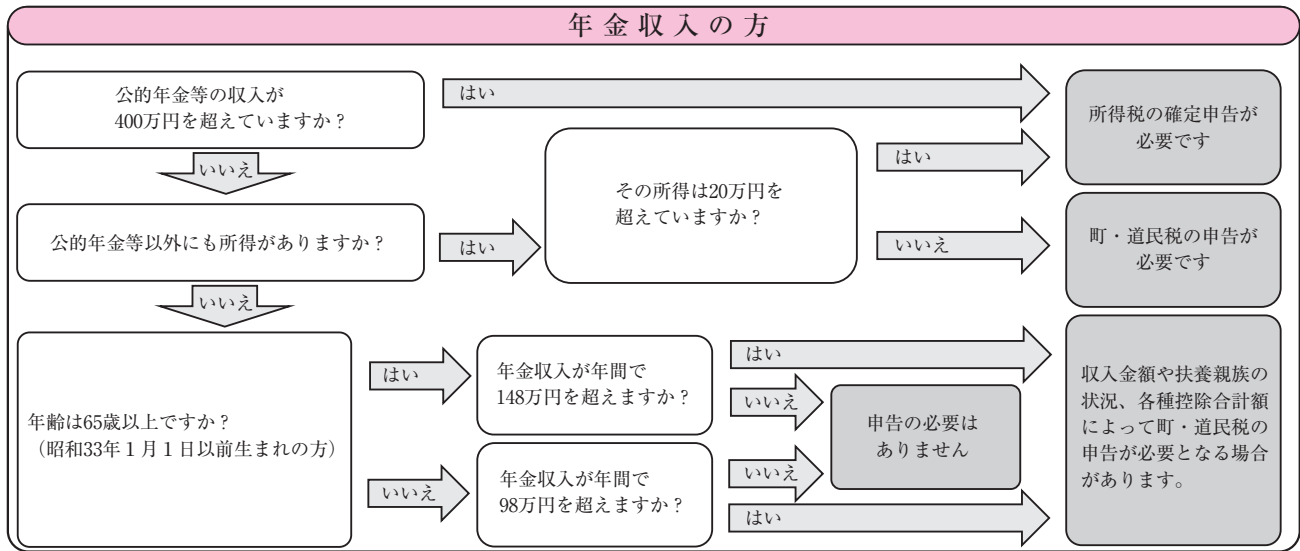 年金収入の方
公的年金等の収入が
400万円を超えていますか？
はい
所得税の確定申告が
必要です
いいえ
その所得は20万円を
超えていますか？
はい
公的年金等以外にも所得がありますか？
はい
いいえ
町・道民税の申告が
必要です
いいえ
年齢は65歳以上ですか？
（昭和33年１月１日以前生まれの方）
はい
年金収入が年間で
148万円を超えますか？
はい
いいえ
申告の必要は
ありません
いいえ
年金収入が年間で
98万円を超えますか？
いいえ
はい
収入金額や扶養親族の
状況、各種控除合計額
によって町・道民税の
申告が必要となる場合
があります。